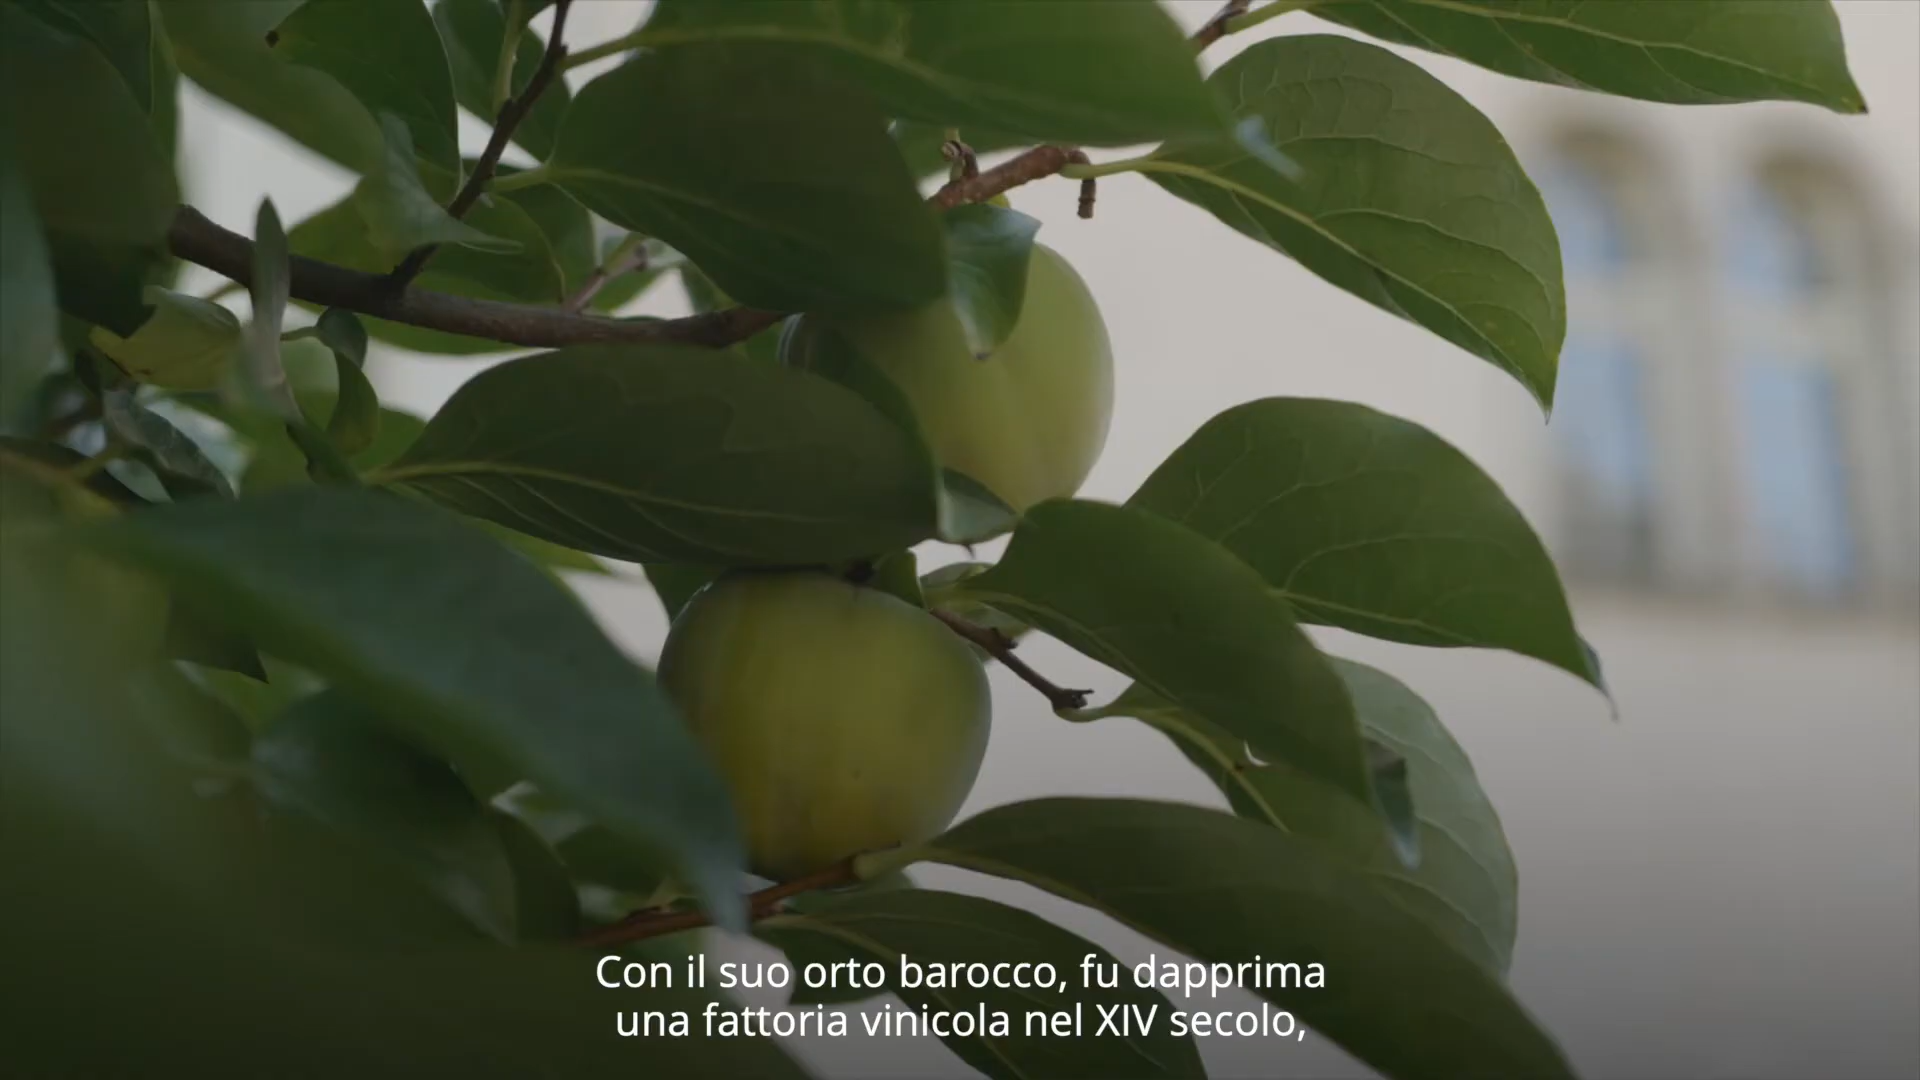 Con il suo orto barocco, fu dapprima
una fattoria vinicola nel XIV secolo,